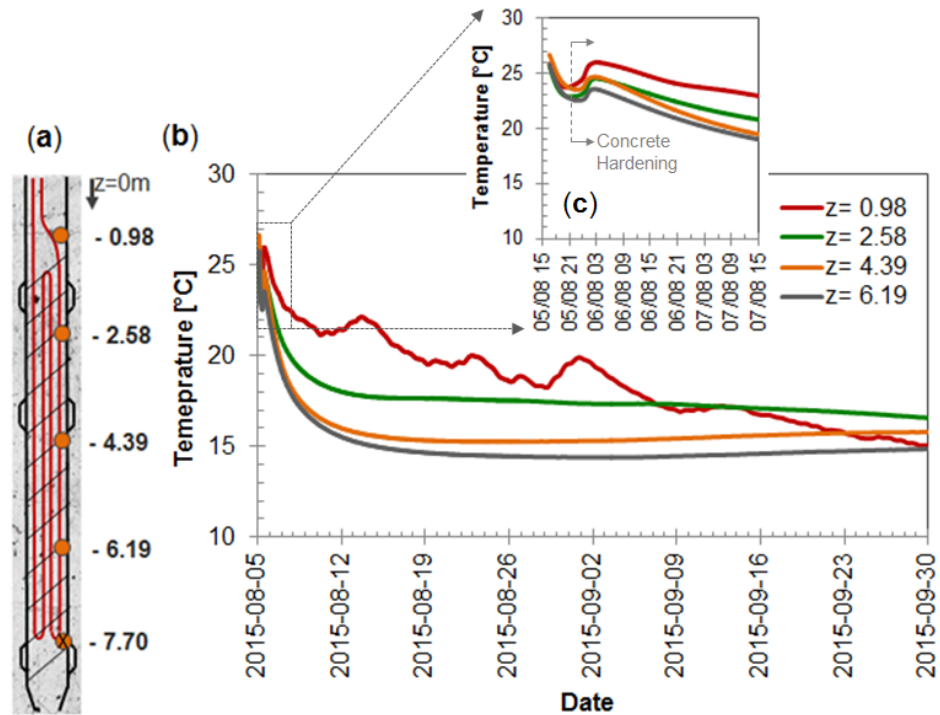 (a)
z=0m
- 0.98
- 2.58
- 4.39
- 6.19
- 7.70
(b)
Temeprature [°C]
30
25
20
15
10
2015-08-05
2015-08-12
2015-08-19
2015-08-26
2015-09-02
2015-09-09
2015-09-16
2015-09-23
2015-09-30
Date
(c)
Temperature [°C]
30
25
20
15
10
Concrete
Hardening
05/08 15
05/08 21
06/08 03
06/08 09
06/08 15
06/08 21
07/08 03
07/08 09
07/08 15
z= 0.98
z= 2.58
z= 4.39
z= 6.19